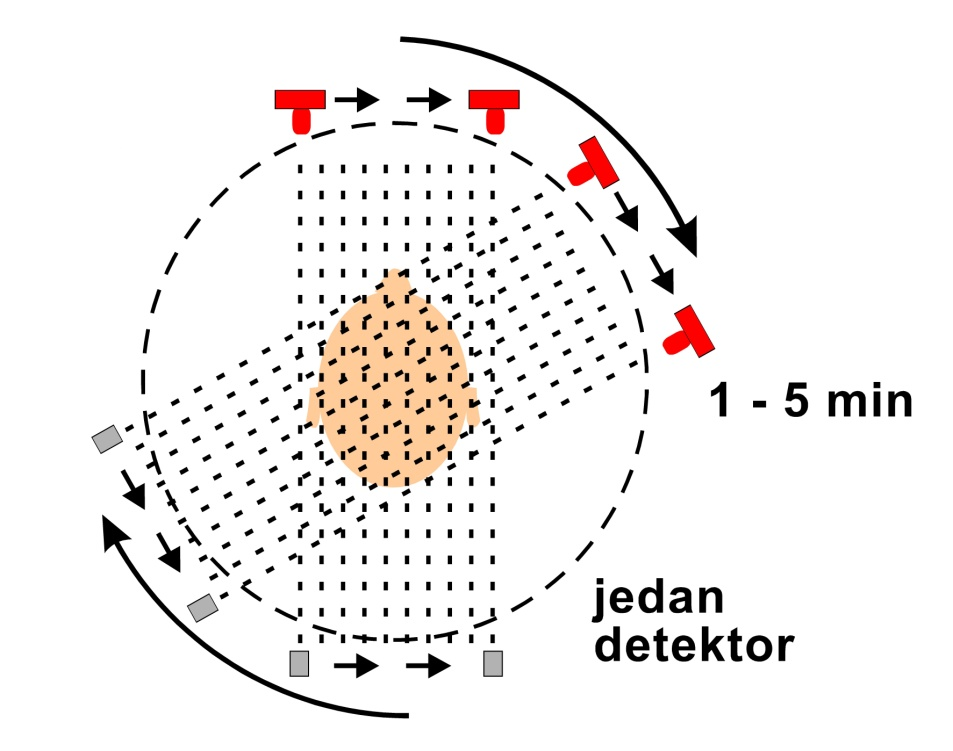 1 - 5 min
jedan
detektor